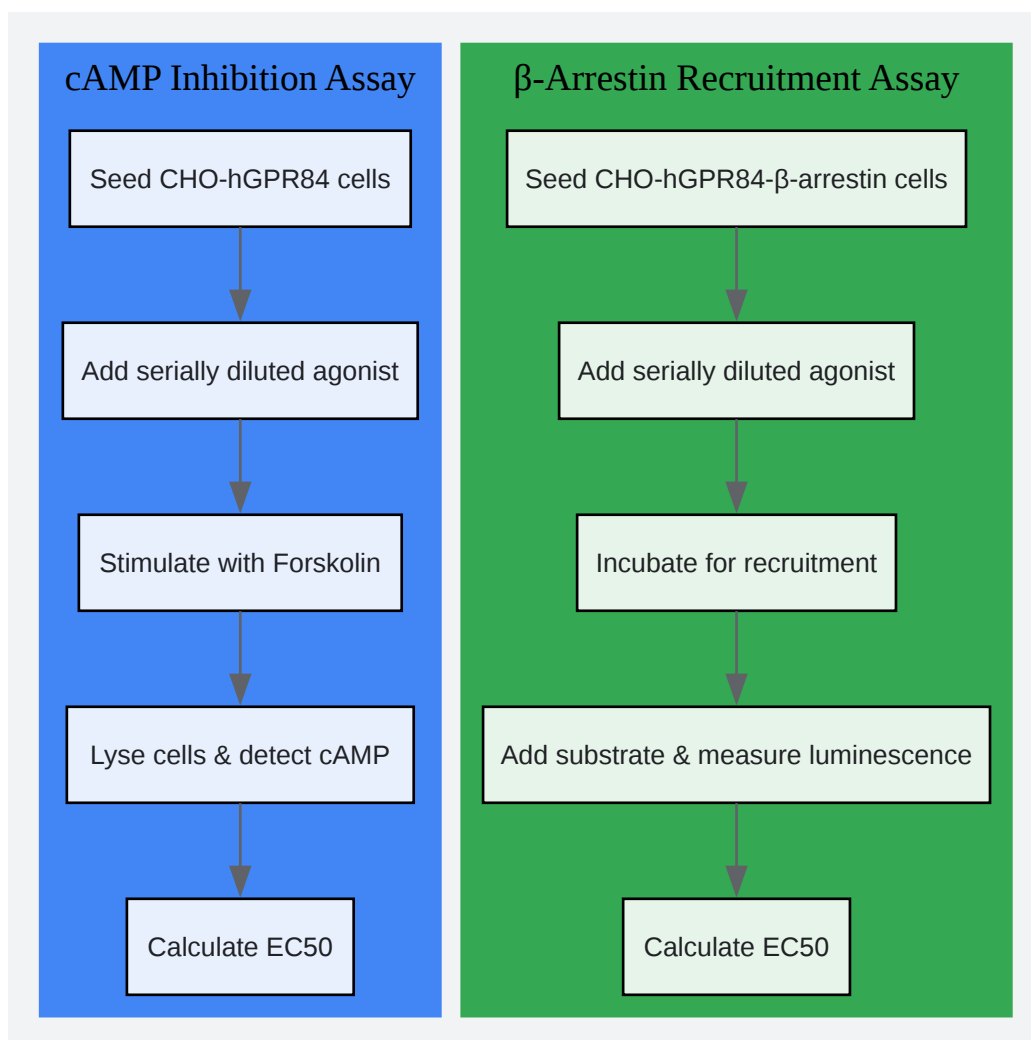 cAMP Inhibition Assay
Seed CHO-hGPR84 cells
Add serially diluted agonist
Stimulate with Forskolin
Lyse cells & detect cAMP
Calculate EC50
β-Arrestin Recruitment Assay
Seed CHO-hGPR84-β-arrestin cells
Add serially diluted agonist
Incubate for recruitment
Add substrate & measure luminescence
Calculate EC50